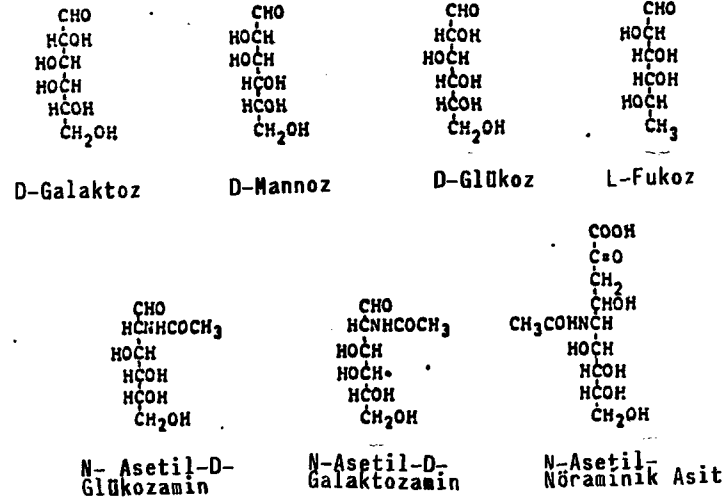 CHO CHO CHO CHO
HCOH HOCH HCOH HOCH
HOCH HOCH HOCH HCOH
HOCH HCOH HCOH HCOH
HCOH HCOH HCOH HOCH
CH2OH CH2OH CH2OH CH3
D-Galaktoz D-Mannoz D-Glükoz L-Fukoz
COOH
C=O
CH2
CHO CHO CHOH
HCNHCOCH3 HCNHCOCH3 CH3COHNCH
HOCH HOCH HOCH
HCOH HOCH HCOH
HCOH HCOH HCOH
CH2OH CH2OH CH2OH
N- Asetil-D- N-Asetil-D- N-Asetil-
Glükozamin Galaktozamin Nöraminik Asit